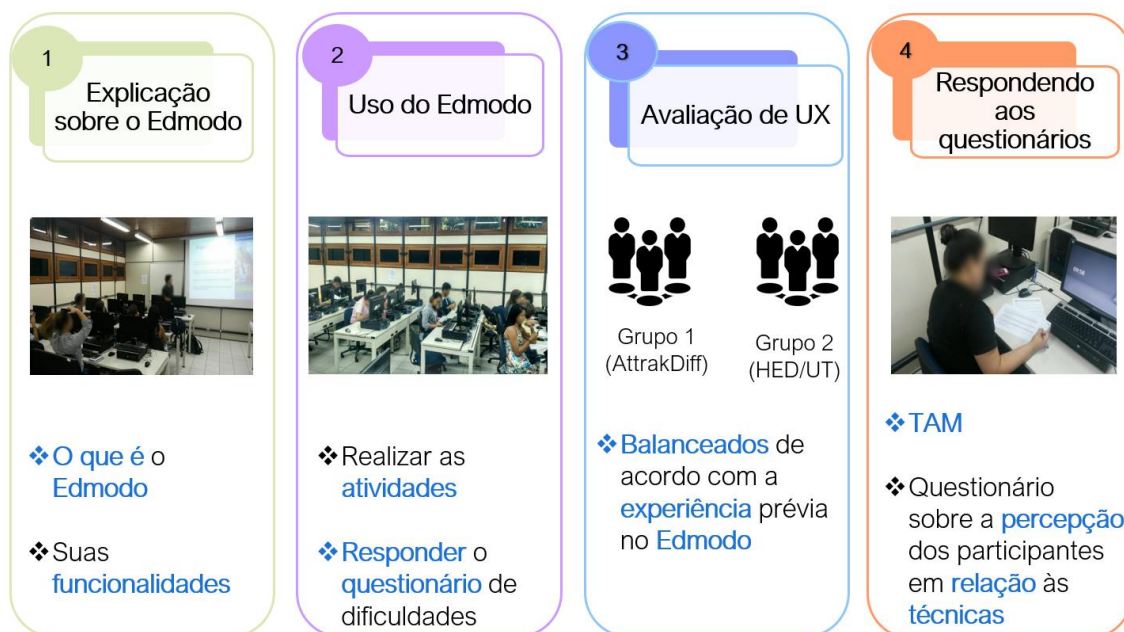 1
Explicação
sobre o Edmodo
❖O que é o
Edmodo
❖Suas
funcionalidades
2
Uso do Edmodo
❖Realizar as
atividades
❖Responder o
questionário de
dificuldades
3
Avaliação de UX
Grupo 1
(AttrakDiff)
Grupo 2
(HED/UT)
❖Balanceados de
acordo com a
experiência prévia
no Edmodo
4
Respondendo
aos
questionários
❖TAM
❖Questionário
sobre a percepção
dos participantes
em relação às
técnicas